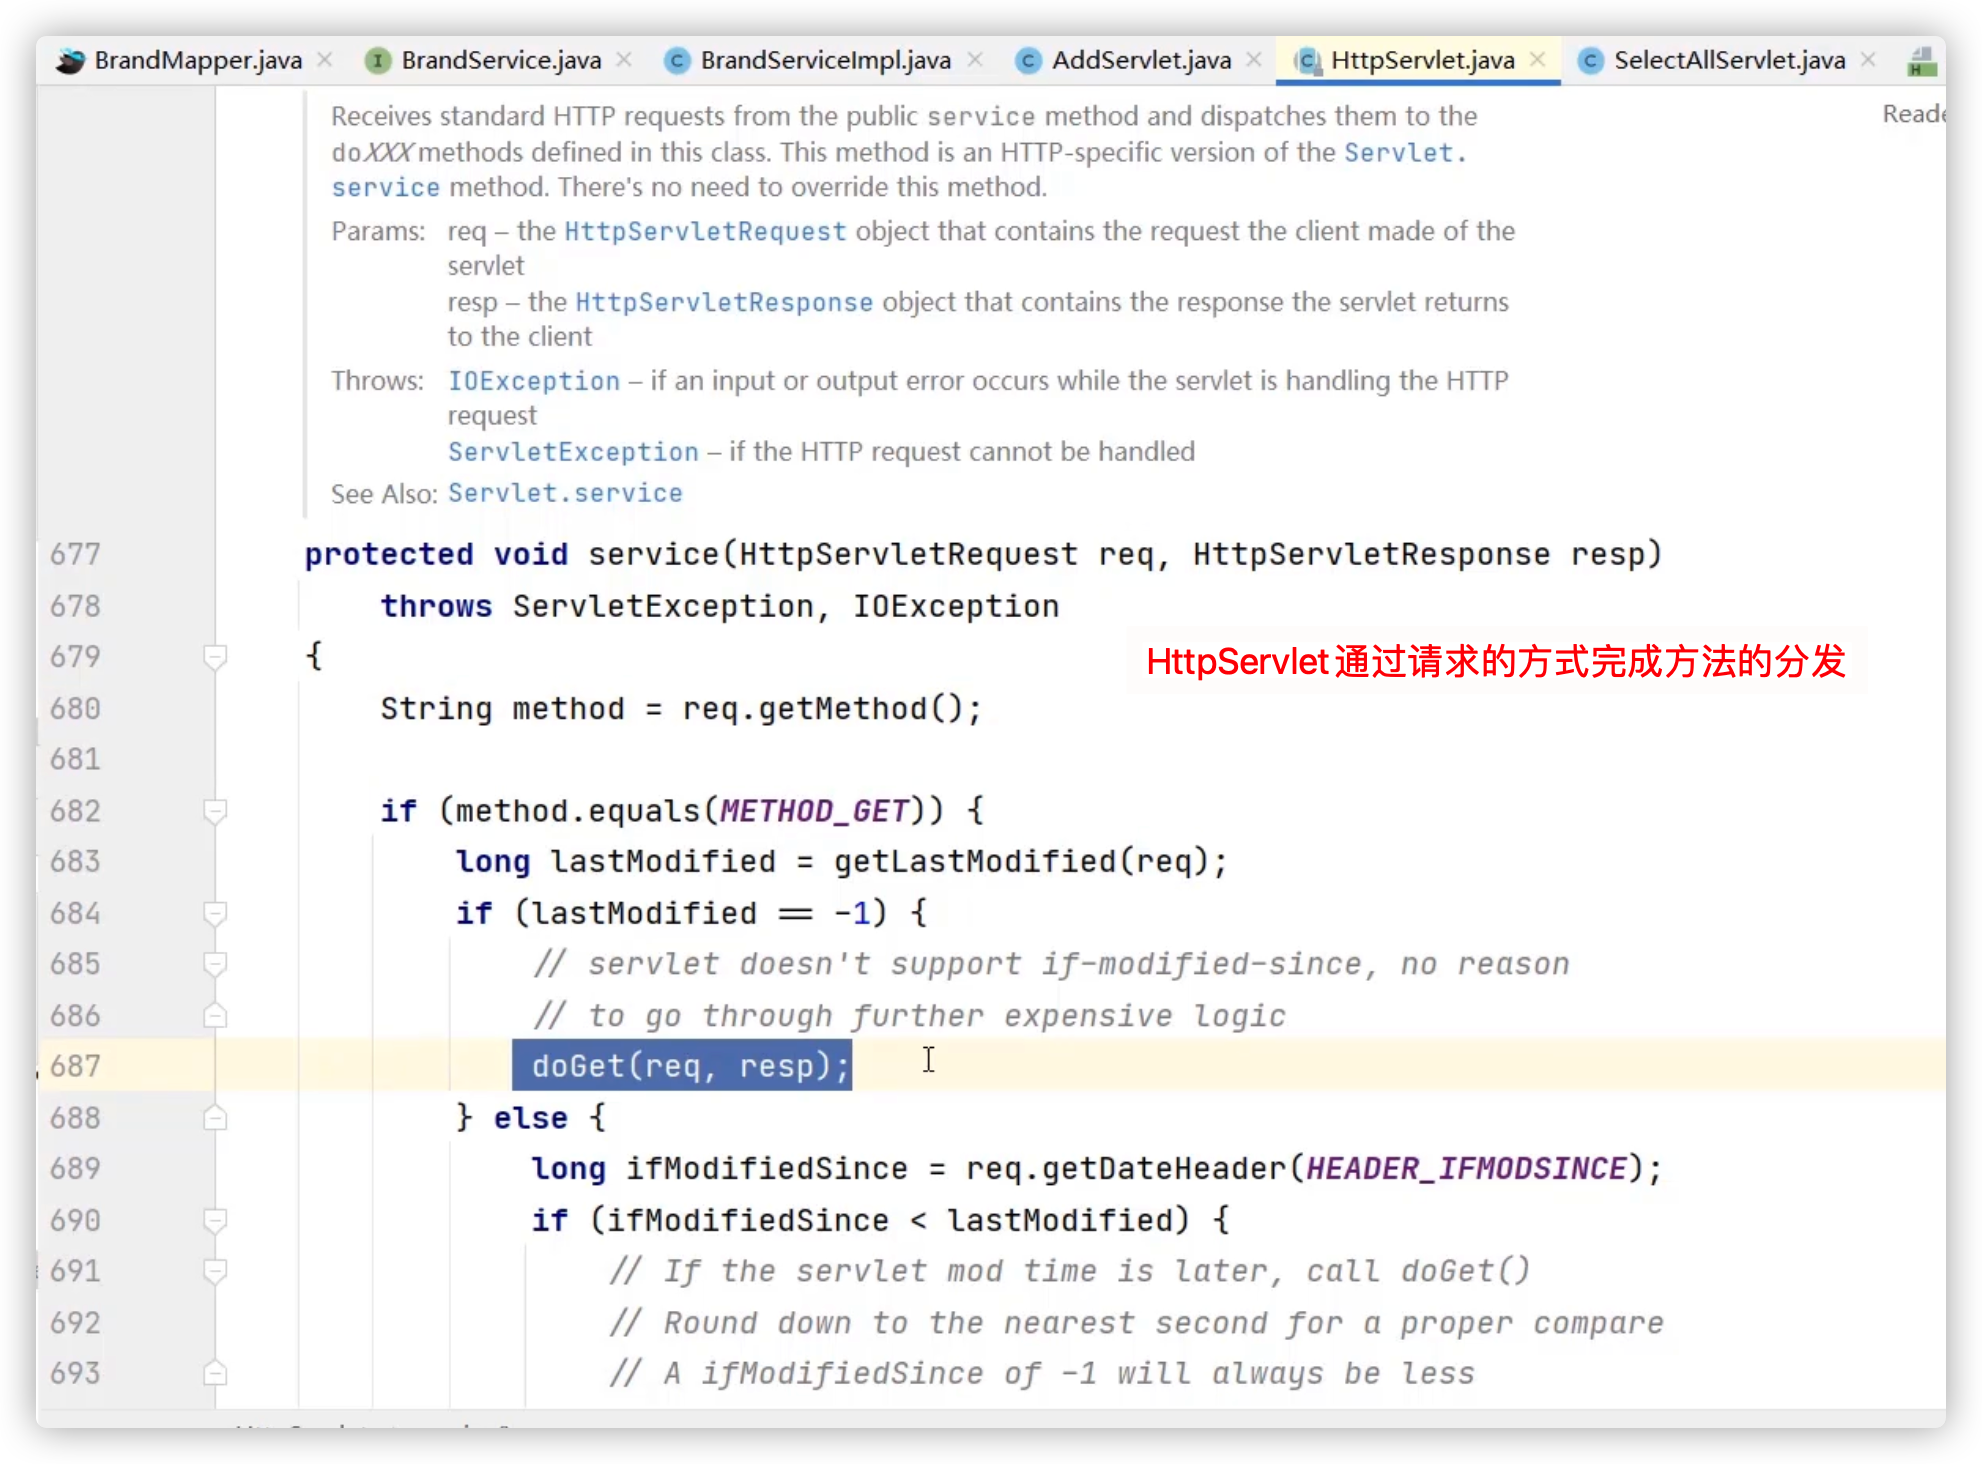 BrandMapper.java BrandService.java BrandServiceImpl.java AddServlet.java HttpServlet.java SelectAllServlet.java
Receives standard HTTP requests from the public service method and dispatches them to the
doXXX methods defined in this class. This method is an HTTP-specific version of the Servlet.
service method. There's no need to override this method.
Params: req – the HttpServletRequest object that contains the request the client made of the
servlet
resp – the HttpServletResponse object that contains the response the servlet returns
to the client
Throws: IOException – if an input or output error occurs while the servlet is handling the HTTP
request
ServletException – if the HTTP request cannot be handled
See Also: Servlet.service
677 protected void service(HttpServletRequest req, HttpServletResponse resp)
678 throws ServletException, IOException
679 {
HttpServlet通过请求的方式完成方法的分发
680 String method = req.getMethod();
681
682 if (method.equals(METHOD_GET)) {
683 long lastModified = getLastModified(req);
684 if (lastModified == -1) {
685 // servlet doesn't support if-modified-since, no reason
686 // to go through further expensive logic
687 doGet(req, resp);
688 } else {
689 long ifModifiedSince = req.getDateHeader(HEADER_IFMODSINCE);
690 if (ifModifiedSince < lastModified) {
691 // If the servlet mod time is later, call doGet()
692 // Round down to the nearest second for a proper compare
693 // A ifModifiedSince of -1 will always be less